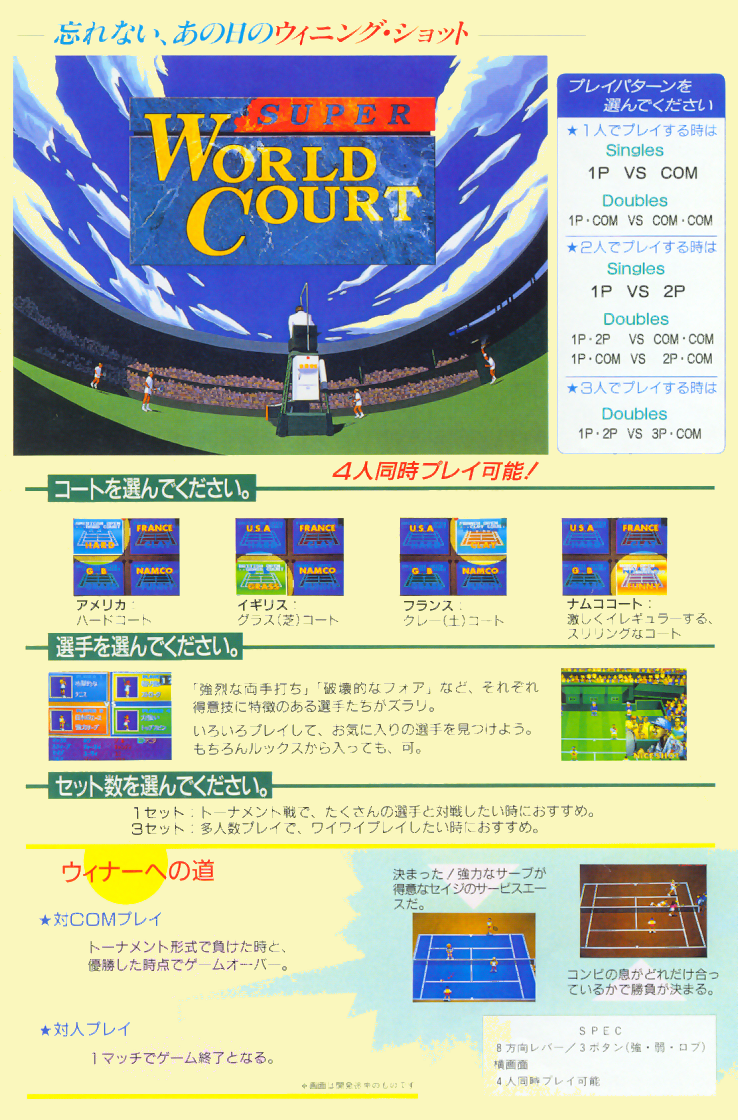 忘れない、あの日のウィニング・ショット
SUPER
WORLD
COURT
プレイパターンを
選んでください
★1人でプレイする時は
Singles
1P VS COM
Doubles
1P・COM VS COM・COM
★2人でプレイする時は
Singles
1P VS 2P
Doubles
1P・2P VS COM・COM
1P・COM VS 2P・COM
★3人でプレイする時は
Doubles
1P・2P VS 3P・COM
4人同時プレイ可能!
コートを選んでください。
FRANCE
HARD
G B NAMCO
U.S.A FRANCE
GRASS NAMCO
U.S.A
CLAY
G B NAMCO
U.S.A FRANCE
G B
アメリカ:
ハードコート
イギリス:
グラス(芝)コート
フランス:
クレー(土)コート
ナムココート:
激しくイレギュラーする、
スリリングなコート
選手を選んでください。
「強烈な両手打ち」「破壊的なフォア」など、それぞれ
得意技に特徴のある選手たちがズラリ。
いろいろプレイして、お気に入りの選手を見つけよう。
もちろんルックスから入っても、可。
セット数を選んでください。
1セット:トーナメント戦で、たくさんの選手と対戦したい時におすすめ。
3セット:多人数プレイで、ワイワイプレイしたい時におすすめ。
ウィナーへの道
★対COMプレイ
トーナメント形式で負けた時と、
優勝した時点でゲームオーバー。
★対人プレイ
1マッチでゲーム終了となる。
決まった/強力なサーブが
得意なセイジのサービスエー
スだ。
コンビの息がどれだけ合っ
ているかで勝負が決まる。
SPEC
8方向レバー/3ボタン(強・弱・ロブ)
横画面
4人同時プレイ可能
※画面は開発途中のものです